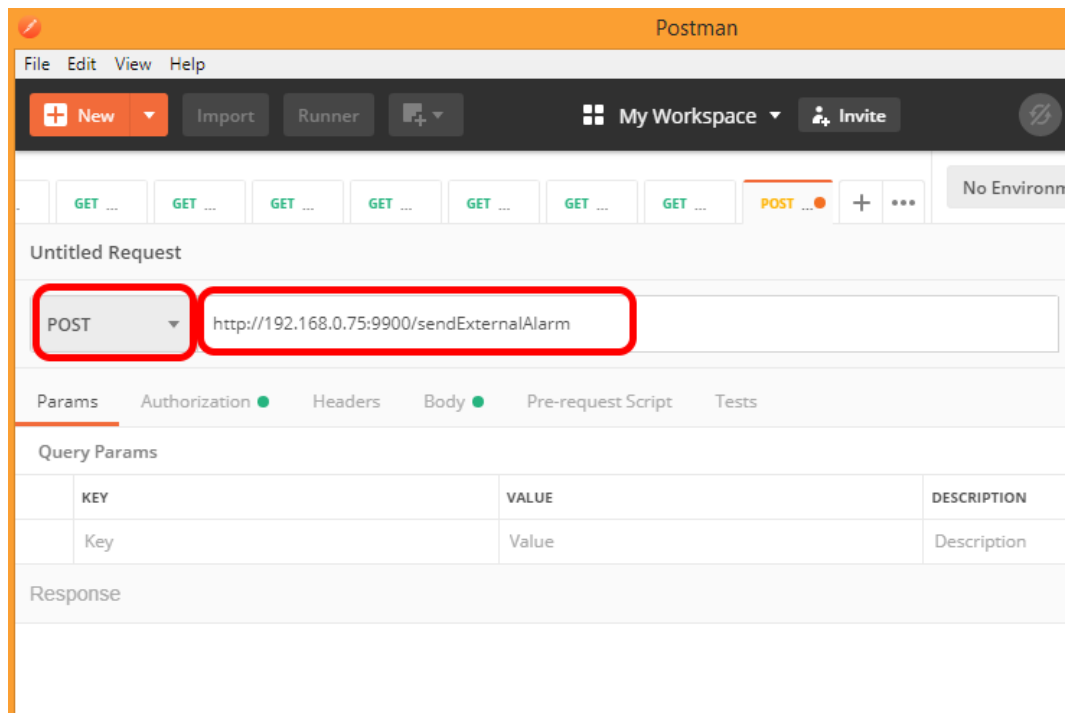 Postman
File Edit View Help
New Import Runner My Workspace Invite
. GET ... GET ... GET ... GET ... GET ... GET ... GET ... POST ... No Environm
Untitled Request
POST http://192.168.0.75:9900/sendExternalAlarm
Params Authorization Headers Body Pre-request Script Tests
Query Params
KEY VALUE DESCRIPTION
Key Value Description
Response